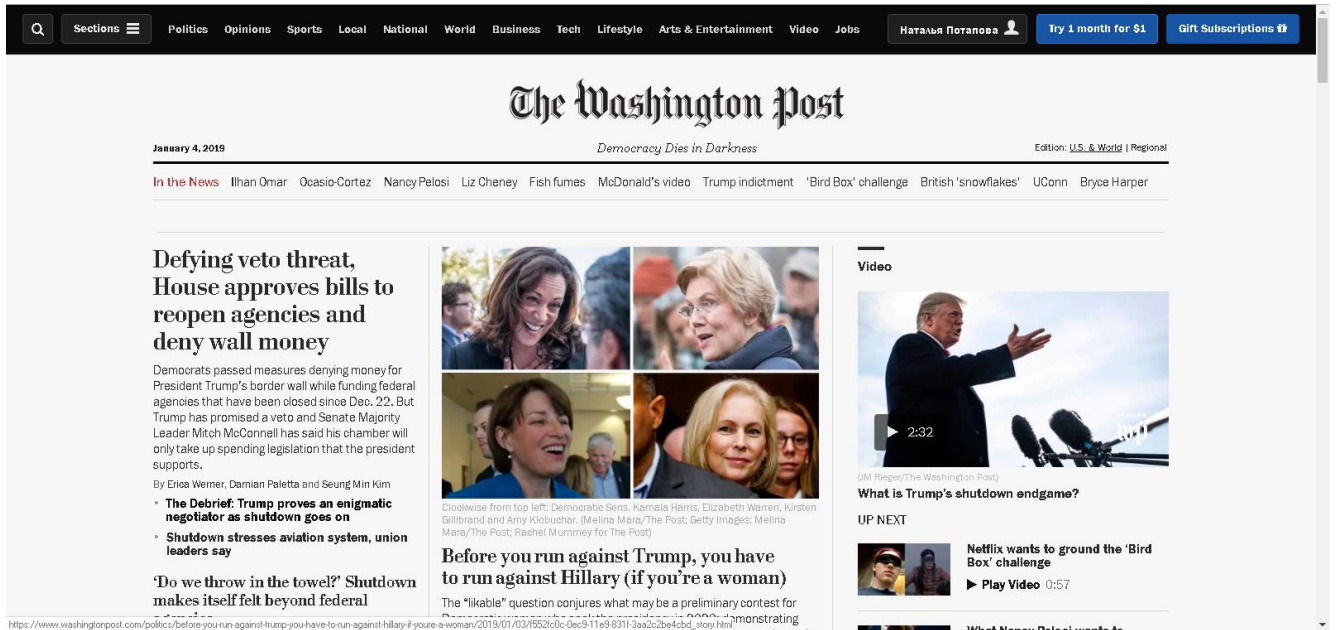 Sections
Politics Opinions Sports Local National World Business Tech Lifestyle Arts & Entertainment Video Jobs
Наталья Потапова
Try 1 month for $1
Gift Subscriptions
The Washington Post
January 4, 2019
Democracy Dies in Darkness
Edition: U.S. & World | Regional
In the News Ilhan Omar Ocasio-Cortez Nancy Pelosi Liz Cheney Fish fumes McDonald's video Trump indictment 'Bird Box' challenge British 'snowflakes' UConn Bryce Harper
Defying veto threat,
House approves bills to
reopen agencies and
deny wall money
Democrats passed measures denying money for
President Trump's border wall while funding federal
agencies that have been closed since Dec. 22. But
Trump has promised a veto and Senate Majority
Leader Mitch McConnell has said his chamber will
only take up spending legislation that the president
supports.
By Erica Werner, Damian Paletta and Seung Min Kim
• The Debrief: Trump proves an enigmatic
negotiator as shutdown goes on
• Shutdown stresses aviation system, union
leaders say
'Do we throw in the towel?' Shutdown
makes itself felt beyond federal
Clockwise from top left: Democratic Sens. Kamala Harris, Elizabeth Warren, Kirsten
Gillibrand and Amy Klobuchar. (Melina Mara/The Post; Getty Images; Melina
Mara/The Post; Rachel Mummey for The Post)
Before you run against Trump, you have
to run against Hillary (if you're a woman)
The "likable" question conjures what may be a preliminary contest for
Video
2:32
(JM Rieger/The Washington Post)
What is Trump's shutdown endgame?
UP NEXT
Netflix wants to ground the 'Bird
Box' challenge
Play Video 0:57
What Nancy Pelosi wants to
https://www.washingtonpost.com/politics/before-you-run-against-trump-you-have-to-run-against-hillary-if-youre-a-woman/2019/01/03/f552fc0c-0ec9-11e9-831f-3aa2c2be4cbd_story.html